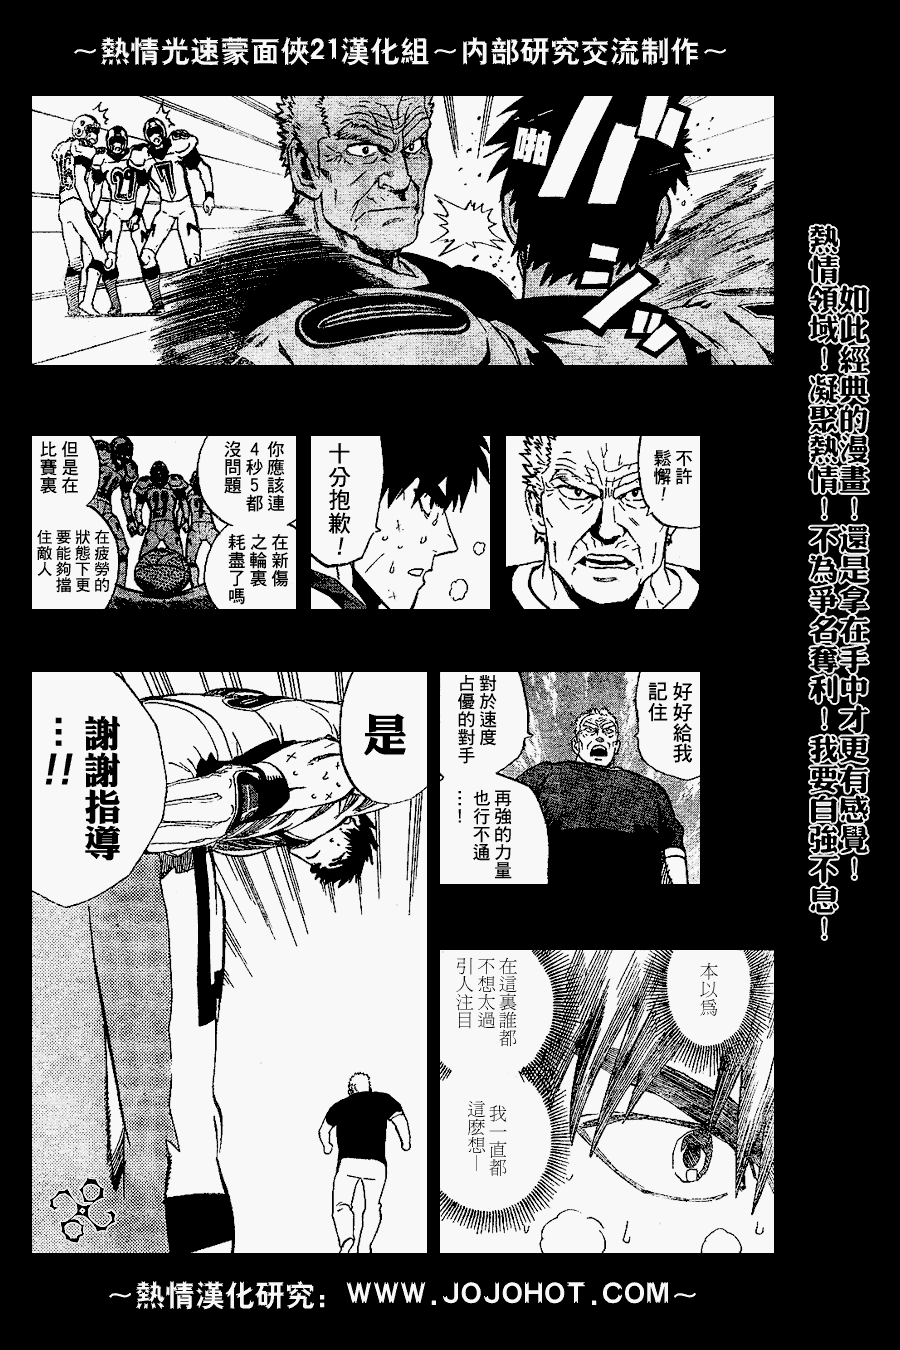 ～熱情光速蒙面俠21漢化組～内部研究交流制作～
如此經典的漫畫！還是拿在手中才更有感覺！
熱情領域！凝聚熱情！不為爭名奪利！我要自強不息！
啪
不許
鬆懈！
十分抱歉！
你應該連
4秒5都
沒問題
在新傷
之輪裏
耗盡了嗎
但是在
比賽裏
在疲勞的
狀態下更
要能夠擋
住敵人
好好給我
記住
對於速度
占優的對手
再強的力量
也行不通
…！
是
謝謝指導
…!!
本以爲
在這裏誰都
不想太過
引人注目
我一直都
這麽想—
～熱情漢化研究：WWW.JOJOHOT.COM～